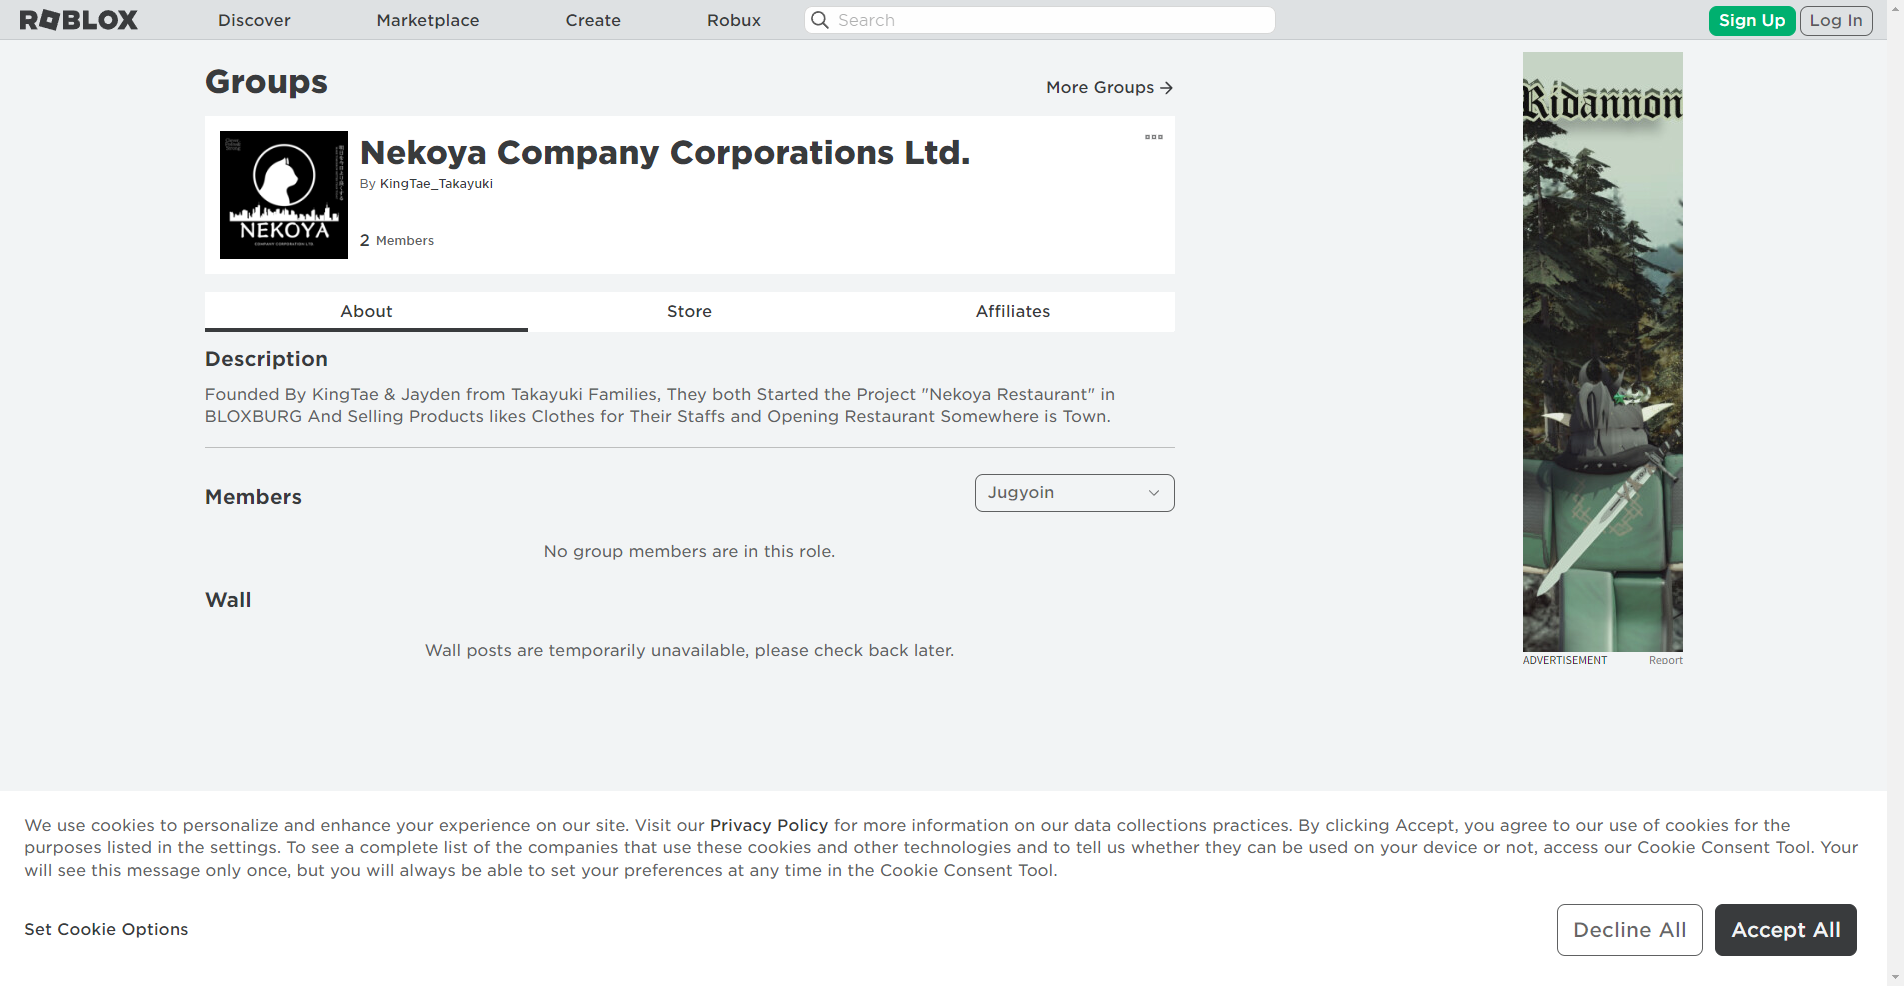 ROBLOX
Discover
Marketplace
Create
Robux
Search
Sign Up
Log In
Groups
More Groups
Nekoya Company Corporations Ltd.
By KingTae_Takayuki
2 Members
NEKOYA
COMPANY CORPORATION LTD
About
Store
Affiliates
Description
Founded By KingTae & Jayden from Takayuki Families, They both Started the Project "Nekoya Restaurant" in
BLOXBURG And Selling Products likes Clothes for Their Staffs and Opening Restaurant Somewhere is Town.
Members
Jugyoin
No group members are in this role.
Wall
Wall posts are temporarily unavailable, please check back later.
Ridannon
ADVERTISEMENT
Report
We use cookies to personalize and enhance your experience on our site. Visit our Privacy Policy for more information on our data collections practices. By clicking Accept, you agree to our use of cookies for the
purposes listed in the settings. To see a complete list of the companies that use these cookies and other technologies and to tell us whether they can be used on your device or not, access our Cookie Consent Tool. Your
will see this message only once, but you will always be able to set your preferences at any time in the Cookie Consent Tool.
Set Cookie Options
Decline All
Accept All